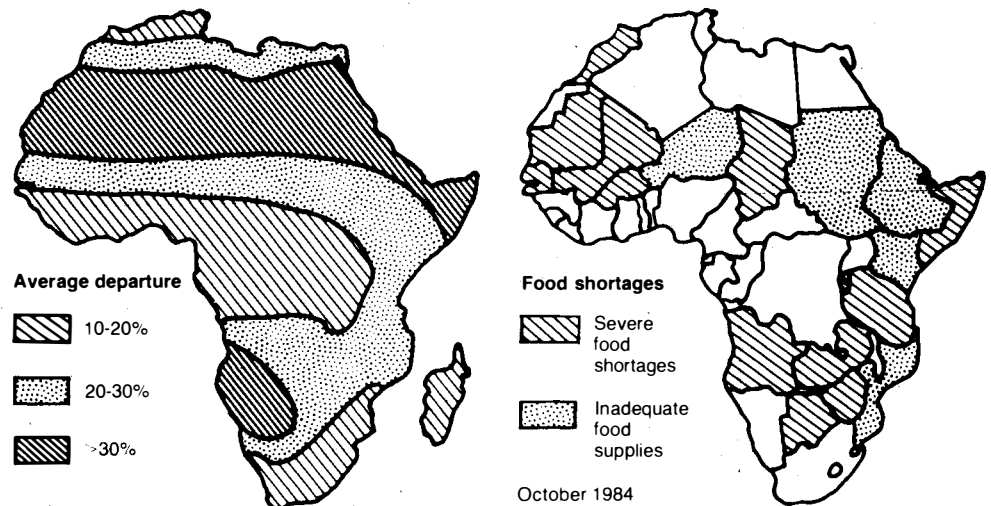 Average departure
10-20%
20-30%
>30%
Food shortages
Severe
food
shortages
Inadequate
food
supplies
October 1984